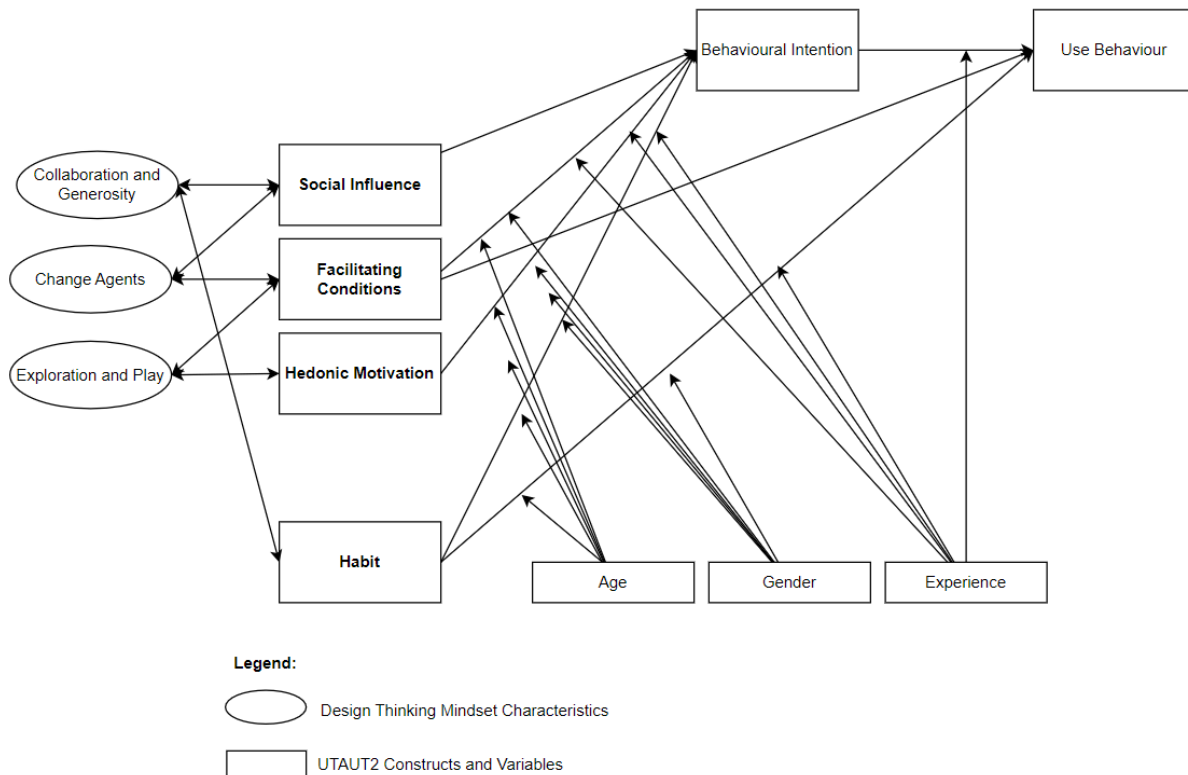 Behavioural Intention
Use Behaviour
Collaboration and
Generosity
Social Influence
Change Agents
Facilitating
Conditions
Exploration and Play
Hedonic Motivation
Habit
Age
Gender
Experience
Legend:
Design Thinking Mindset Characteristics
UTAUT2 Constructs and Variables